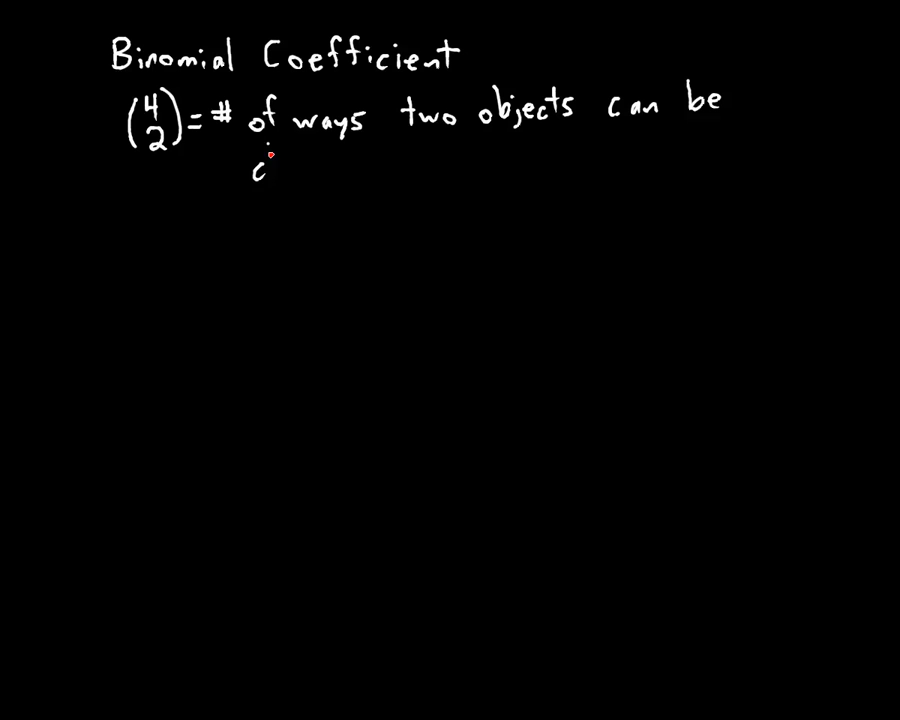 Binomial Coefficient
(4 2) = # of ways two objects can be
c